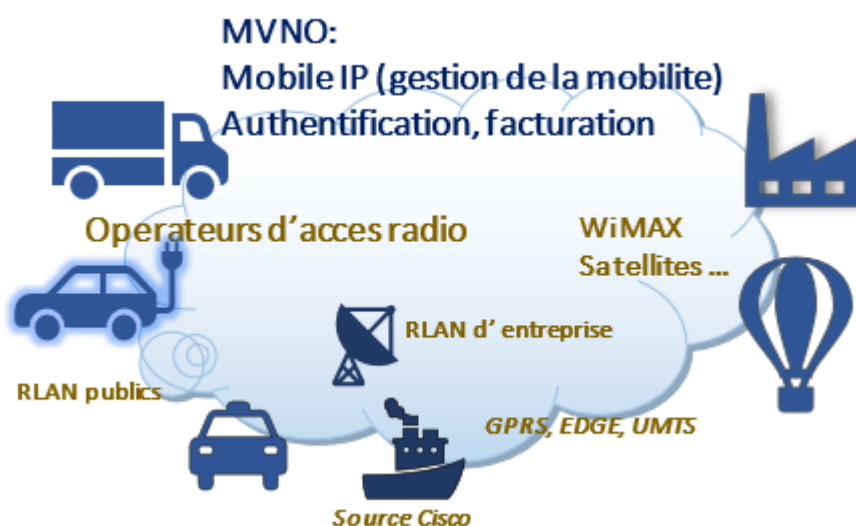 MVNO:
Mobile IP (gestion de la mobilite)
Authentification, facturation
Operateurs d'acces radio
WiMAX
Satellites ...
RLAN d' entreprise
RLAN publics
GPRS, EDGE, UMTS
Source Cisco